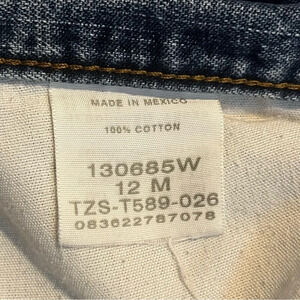 MADE IN MEXICO
100% COTTON
130685W
12 M
TZS-T589-026
083622787078